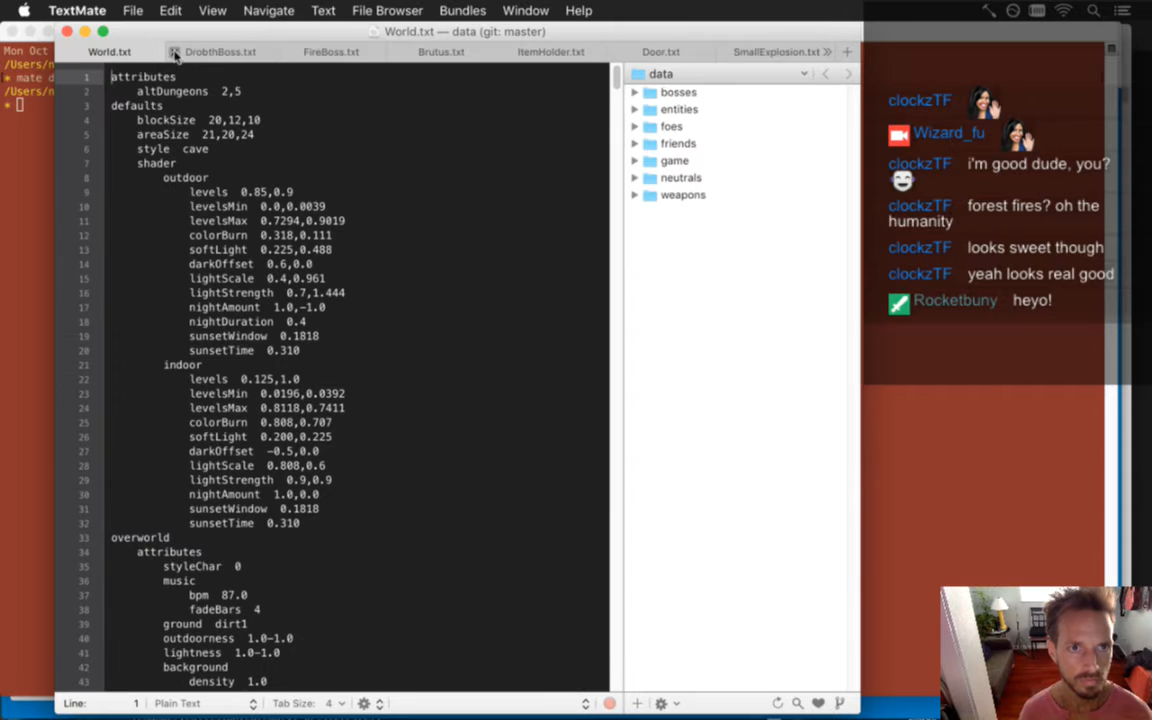 TextMate File Edit View Navigate Text File Browser Bundles Window Help
World.txt — data (git: master)
World.txt DrobthBoss.txt FireBoss.txt Brutus.txt ItemHolder.txt Door.txt SmallExplosion.txt
Mon Oct
/Users/n
* mate d
/Users/n
*
1 attributes
2 altDungeons 2,5
3 defaults
4 blockSize 20,12,10
5 areaSize 21,20,24
6 style cave
7 shader
8 outdoor
9 levels 0.85,0.9
10 levelsMin 0.0,0.0039
11 levelsMax 0.7294,0.9019
12 colorBurn 0.318,0.111
13 softLight 0.225,0.488
14 darkOffset 0.6,0.0
15 lightScale 0.4,0.961
16 lightStrength 0.7,1.444
17 nightAmount 1.0,-1.0
18 nightDuration 0.4
19 sunsetWindow 0.1818
20 sunsetTime 0.310
21 indoor
22 levels 0.125,1.0
23 levelsMin 0.0196,0.0392
24 levelsMax 0.8118,0.7411
25 colorBurn 0.808,0.707
26 softLight 0.200,0.225
27 darkOffset -0.5,0.0
28 lightScale 0.808,0.6
29 lightStrength 0.9,0.9
30 nightAmount 1.0,0.0
31 sunsetWindow 0.1818
32 sunsetTime 0.310
33 overworld
34 attributes
35 styleChar 0
36 music
37 bpm 87.0
38 fadeBars 4
39 ground dirt1
40 outdoorness 1.0-1.0
41 lightness 1.0-1.0
42 background
43 density 1.0
Line: 1 Plain Text Tab Size: 4
data
bosses
entities
foes
friends
game
neutrals
weapons
clockzTF
Wizard_fu
clockzTF i'm good dude, you?
clockzTF forest fires? oh the
humanity
clockzTF looks sweet though
clockzTF yeah looks real good
Rocketbuny heyo!